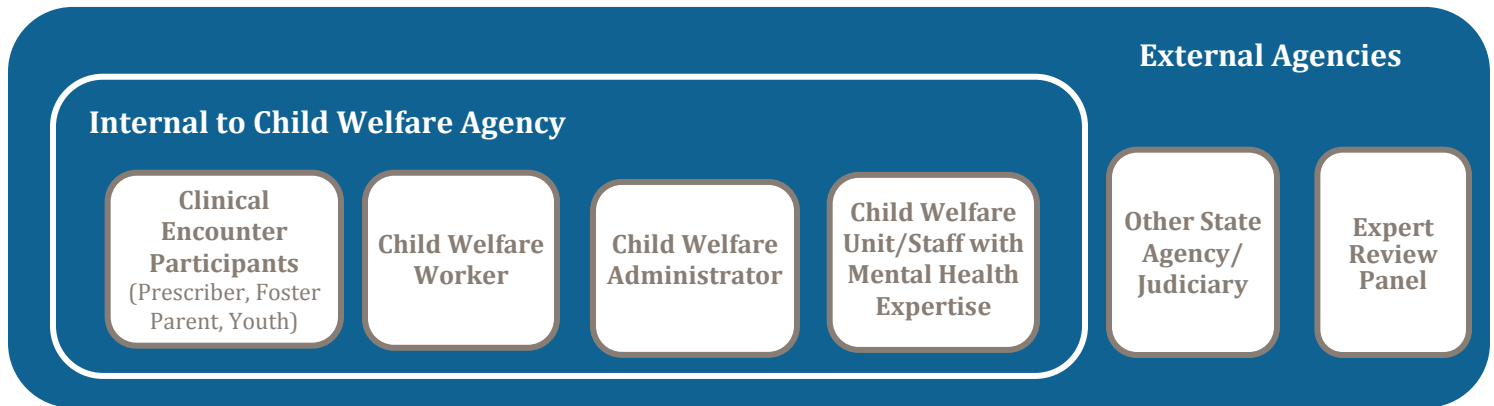 External Agencies
Internal to Child Welfare Agency
Clinical
Encounter
Participants
(Prescriber, Foster
Parent, Youth)
Child Welfare
Worker
Child Welfare
Administrator
Child Welfare
Unit/Staff with
Mental Health
Expertise
Other State
Agency/
Judiciary
Expert
Review
Panel